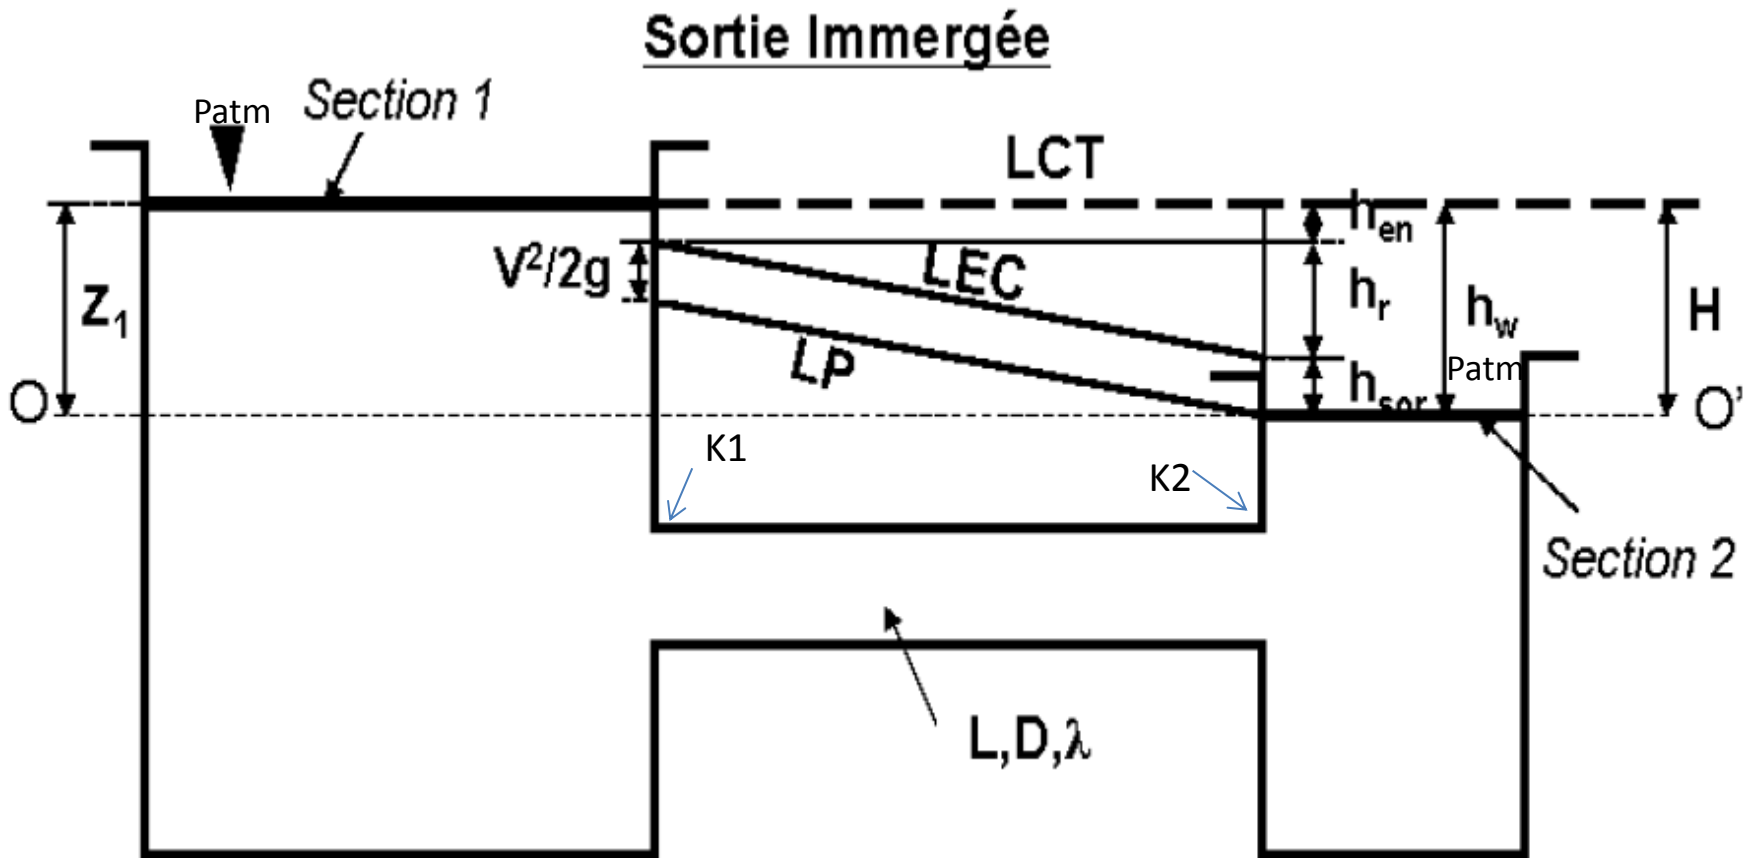 Sortie Immergée
Patm
Section 1
LCT
hen
V²/2g
LEC
Z1
hr
hw
H
LP
Patm
hsor
O
O'
K1
K2
Section 2
L,D,λ